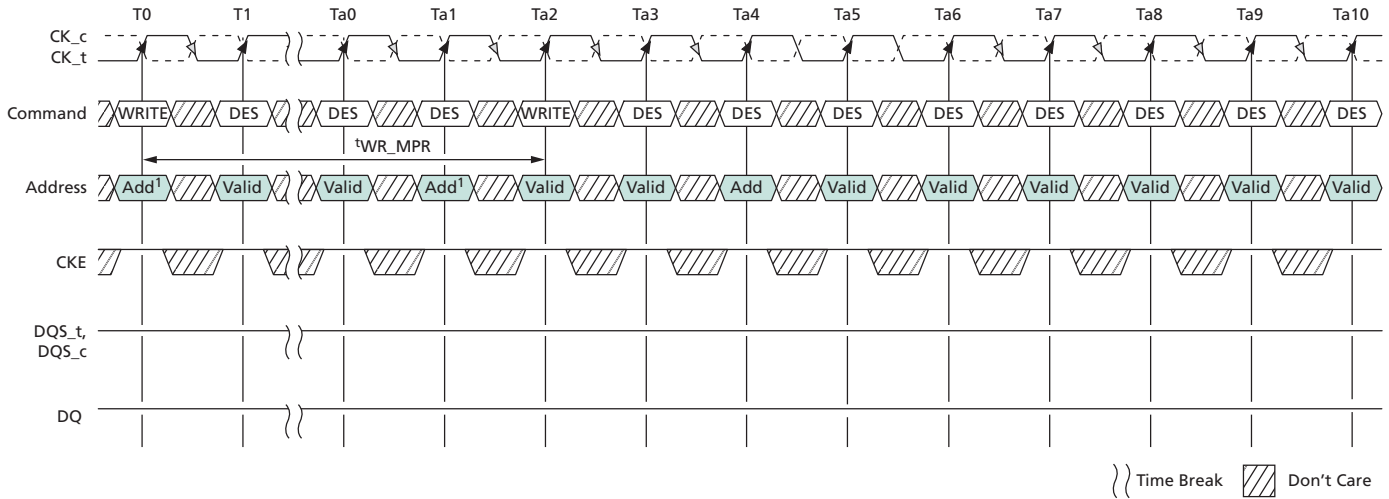 T0 T1 Ta0 Ta1 Ta2 Ta3 Ta4 Ta5 Ta6 Ta7 Ta8 Ta9 Ta10
CK_c
CK_t
Command WRITE DES DES DES WRITE DES DES DES DES DES DES DES DES
tWR_MPR
Address Add1 Valid Valid Add1 Valid Valid Add Valid Valid Valid Valid Valid Valid
CKE
DQS_t,
DQS_c
DQ
Time Break Don't Care